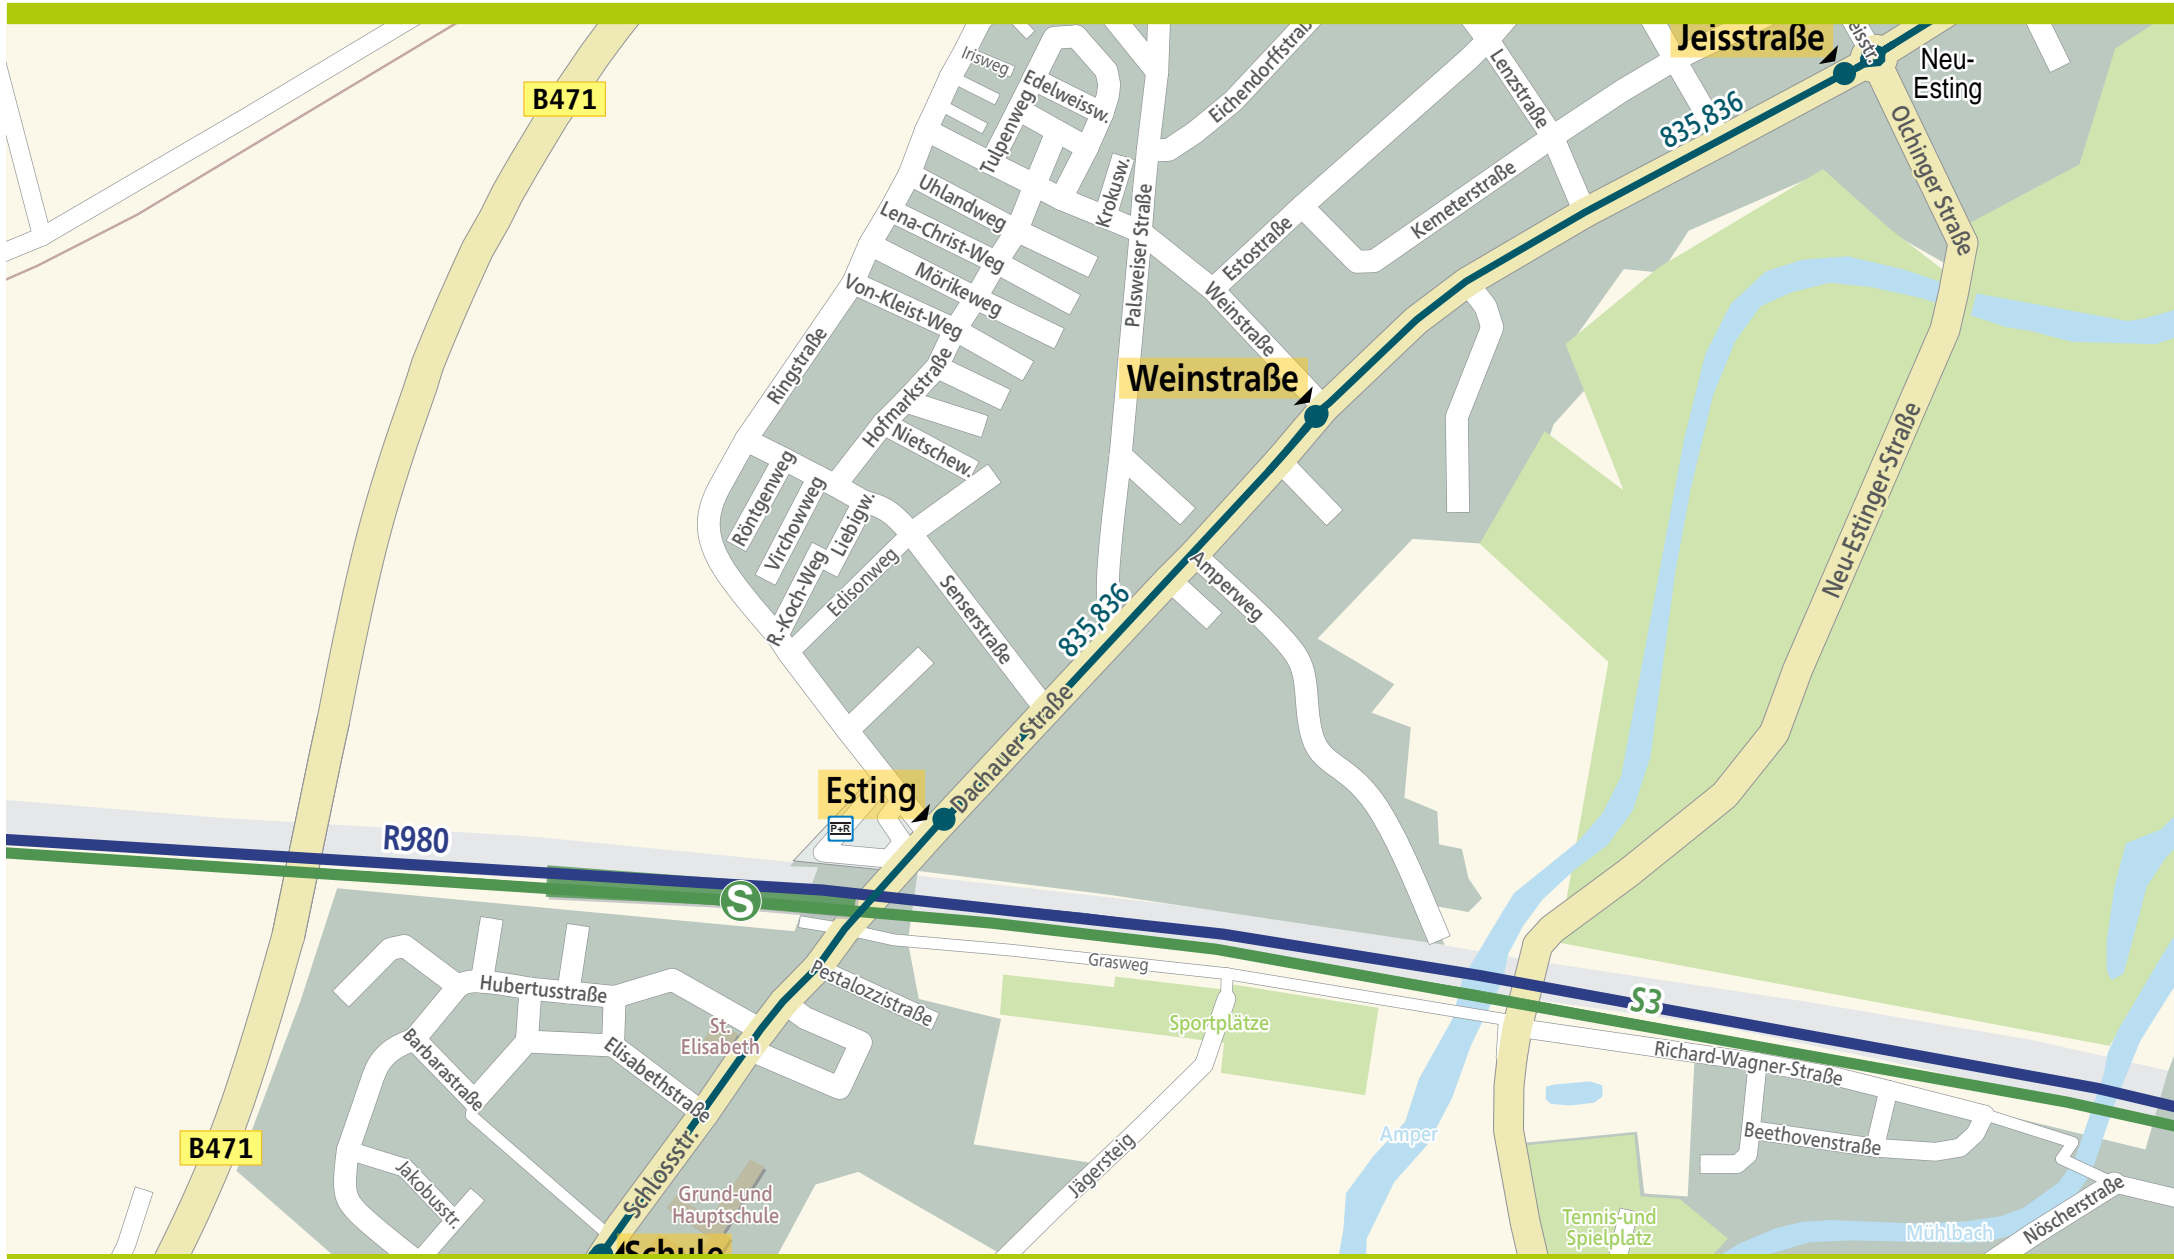 Jeisstraße
eisstr.
Neu-
Esting
Irisweg
Edelweissw.
Eichendorffstraß
Lenzstraße
B471
Tulpenweg
835,836
Olchinger Straße
Krokusw.
Uhlandweg
Lena-Christ-Weg
Palsweiser Straße
Kemeterstraße
Estostraße
Mörikeweg
Von-Kleist-Weg
Weinstraße
Ringstraße
Hofmarkstraße
Weinstraße
Nietschew.
Neu-Estinger-Straße
Röntgenweg
Virchowweg
Liebigw.
R.-Koch-Weg
Edisonweg
Senserstraße
Amperweg
835,836
Dachauer Straße
Esting
P+R
R980
S
Grasweg
Pestalozzistraße
Hubertusstraße
S3
Sportplätze
St.
Elisabeth
Barbarastraße
Elisabethstraße
Richard-Wagner-Straße
Amper
Beethovenstraße
B471
Schlossstr.
Jakobusstr.
Jägersteig
Grund-und
Hauptschule
Tennis-und
Spielplatz
Mühlbach
Nöscherstraße
Schule